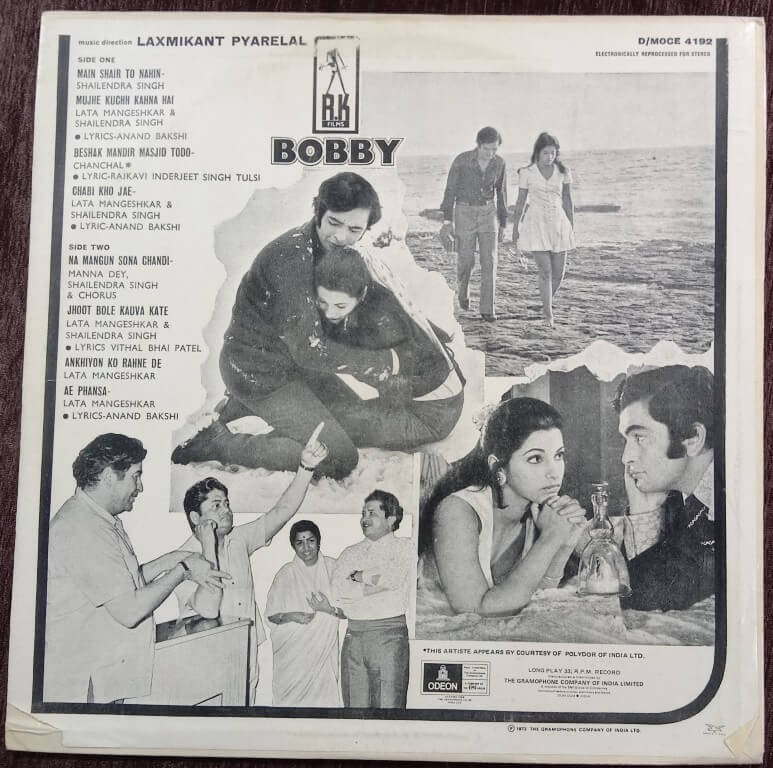 music direction LAXMIKANT PYARELAL
D/MOCE 4192
ELECTRONICALLY REPROCESSED FOR STEREO
R.K
FILMS
BOBBY
SIDE ONE
MAIN SHAIR TO NAHIN-
SHAILENDRA SINGH
MUJHE KUCHH KAHNA HAI
LATA MANGESHKAR &
SHAILENDRA SINGH
● LYRICS-ANAND BAKSHI
BESHAK MANDIR MASJID TODO-
CHANCHAL*
● LYRIC-RAJKAVI INDERJEET SINGH TULSI
CHABI KHO JAE-
LATA MANGESHKAR &
SHAILENDRA SINGH
● LYRIC-ANAND BAKSHI
SIDE TWO
NA MANGUN SONA CHANDI-
MANNA DEY,
SHAILENDRA SINGH
& CHORUS
JHOOT BOLE KAUVA KATE
LATA MANGESHKAR &
SHAILENDRA SINGH
● LYRICS VITHAL BHAI PATEL
ANKHIYON KO RAHNE DE
LATA MANGESHKAR
AE PHANSA-
LATA MANGESHKAR
● LYRICS-ANAND BAKSHI
*THIS ARTISTE APPEARS BY COURTESY OF POLYDOR OF INDIA LTD.
ODEON
LONG PLAY 33⅓ R.P.M. RECORD
THE GRAMOPHONE COMPANY OF INDIA LIMITED
Ⓟ 1973 THE GRAMOPHONE COMPANY OF INDIA LTD.